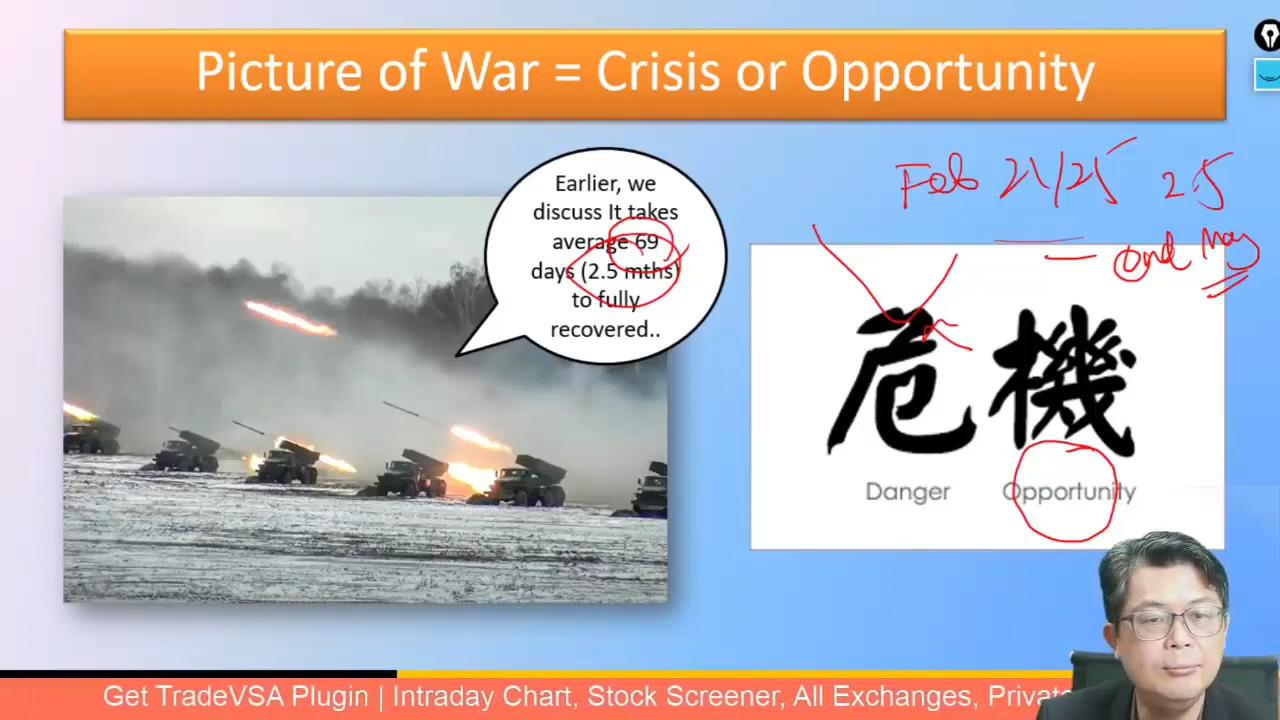 Picture of War = Crisis or Opportunity
Earlier, we
discuss It takes
average 69
days (2.5 mths)
to fully
recovered..
Feb 21/25 2.5
end May
危機
Danger Opportunity
Get TradeVSA Plugin | Intraday Chart, Stock Screener, All Exchanges, Private